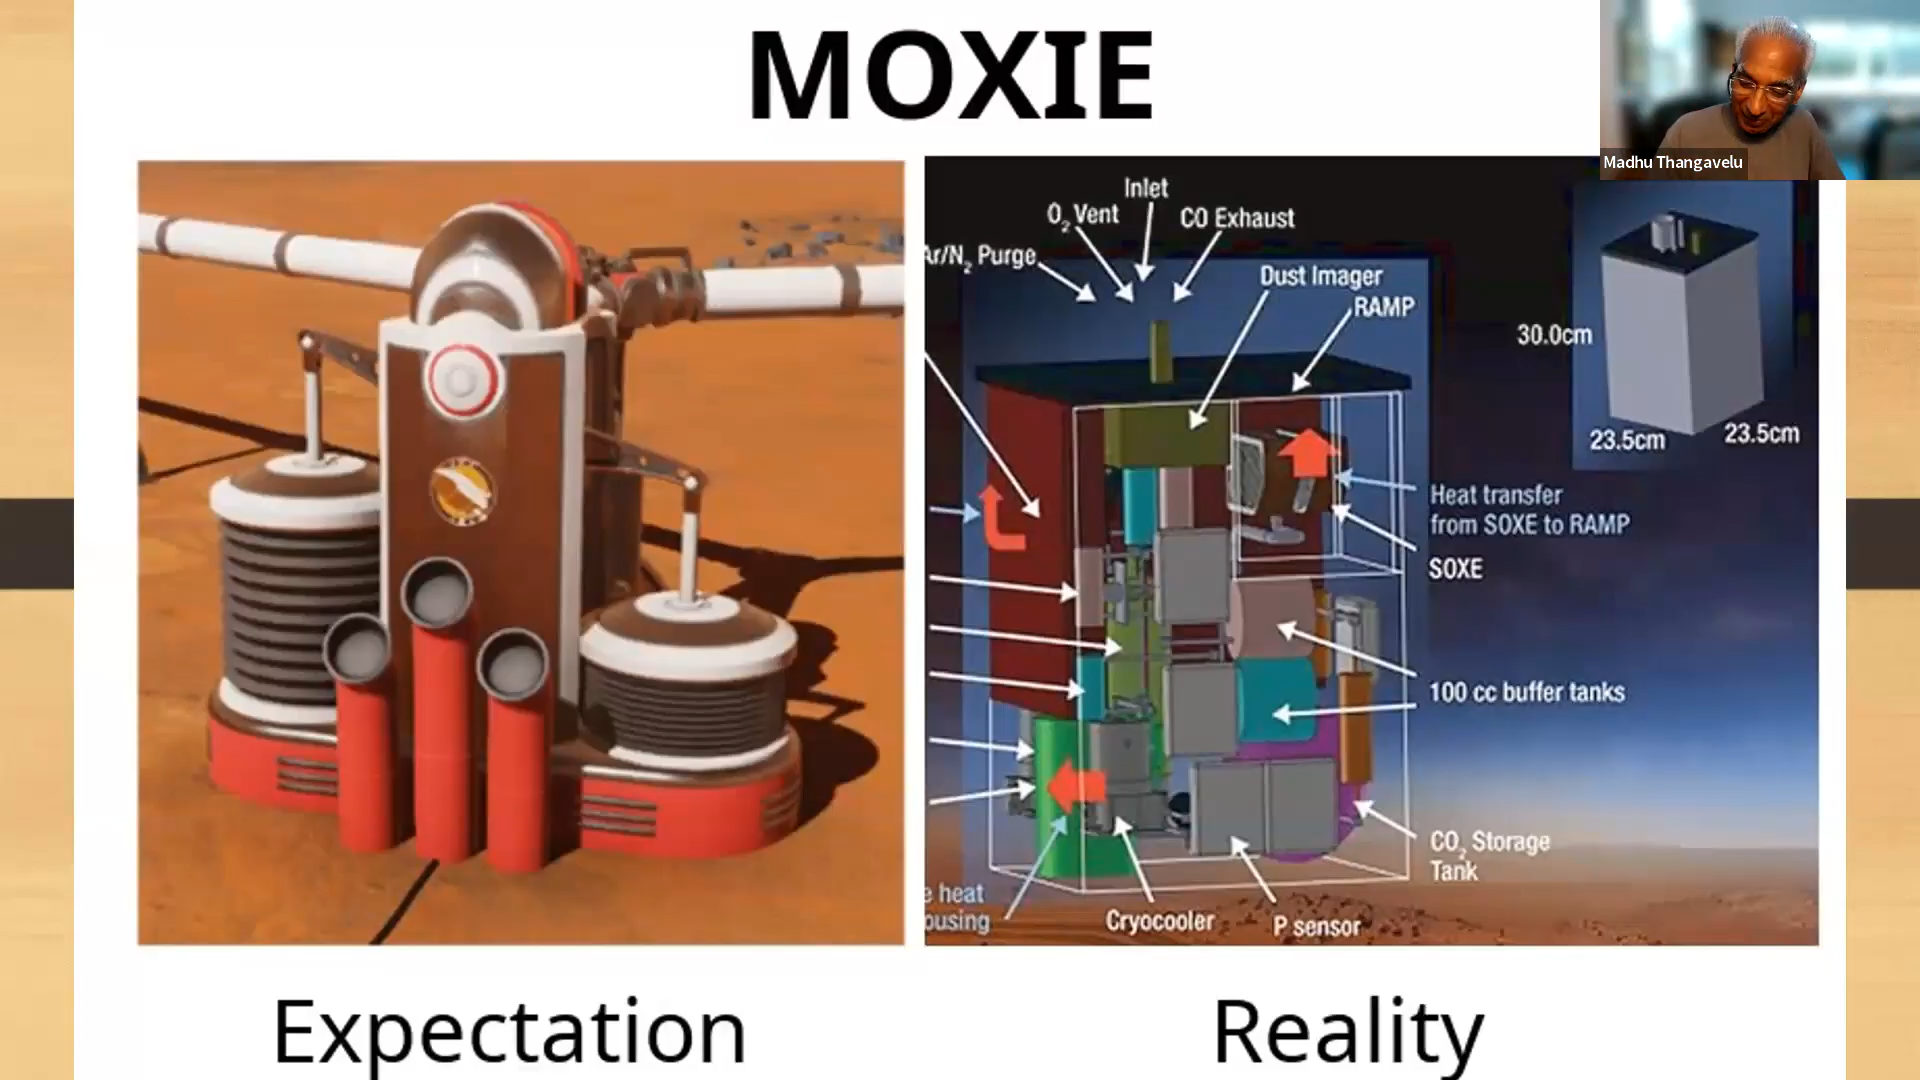 MOXIE
Madhu Thangavelu
Inlet
O₂ Vent
CO Exhaust
Ar/N₂ Purge
Dust Imager
RAMP
30.0cm
23.5cm
23.5cm
Heat transfer
from SOXE to RAMP
SOXE
100 cc buffer tanks
CO₂ Storage
Tank
e heat
ousing
Cryocooler
P sensor
Expectation
Reality